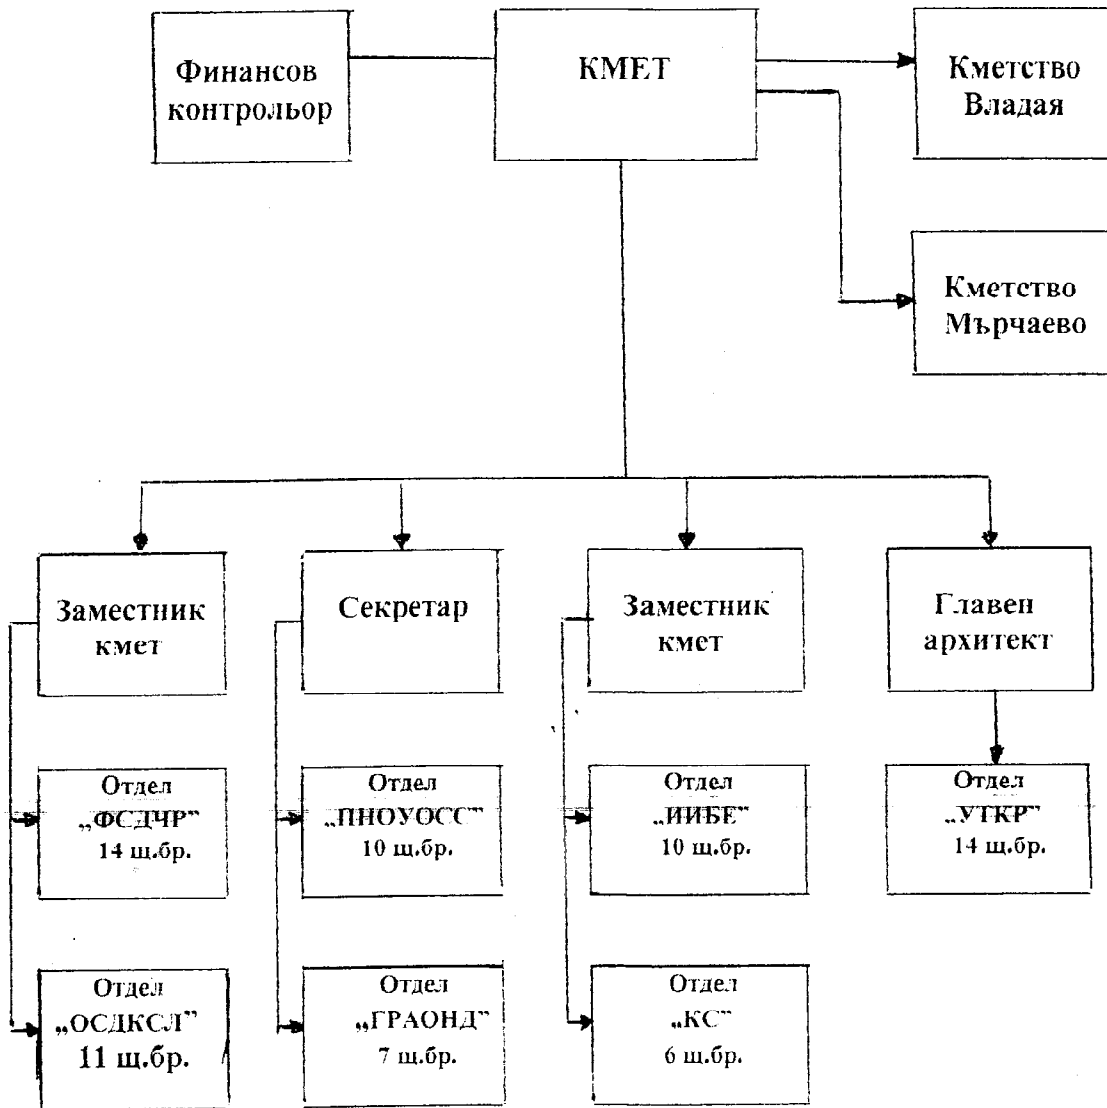 Финансов
контрольор
КМЕТ
Кметство
Владая
Кметство
Мърчаево
Заместник
кмет
Секретар
Заместник
кмет
Главен
архитект
Отдел
„ФСДЧР”
14 щ.бр.
Отдел
„ПНОУОСС”
10 щ.бр.
Отдел
„ИИБЕ”
10 щ.бр.
Отдел
„УТКР”
14 щ.бр.
Отдел
„ОСДКСЛ”
11 щ.бр.
Отдел
„ГРАОНД”
7 щ.бр.
Отдел
„КС”
6 щ.бр.